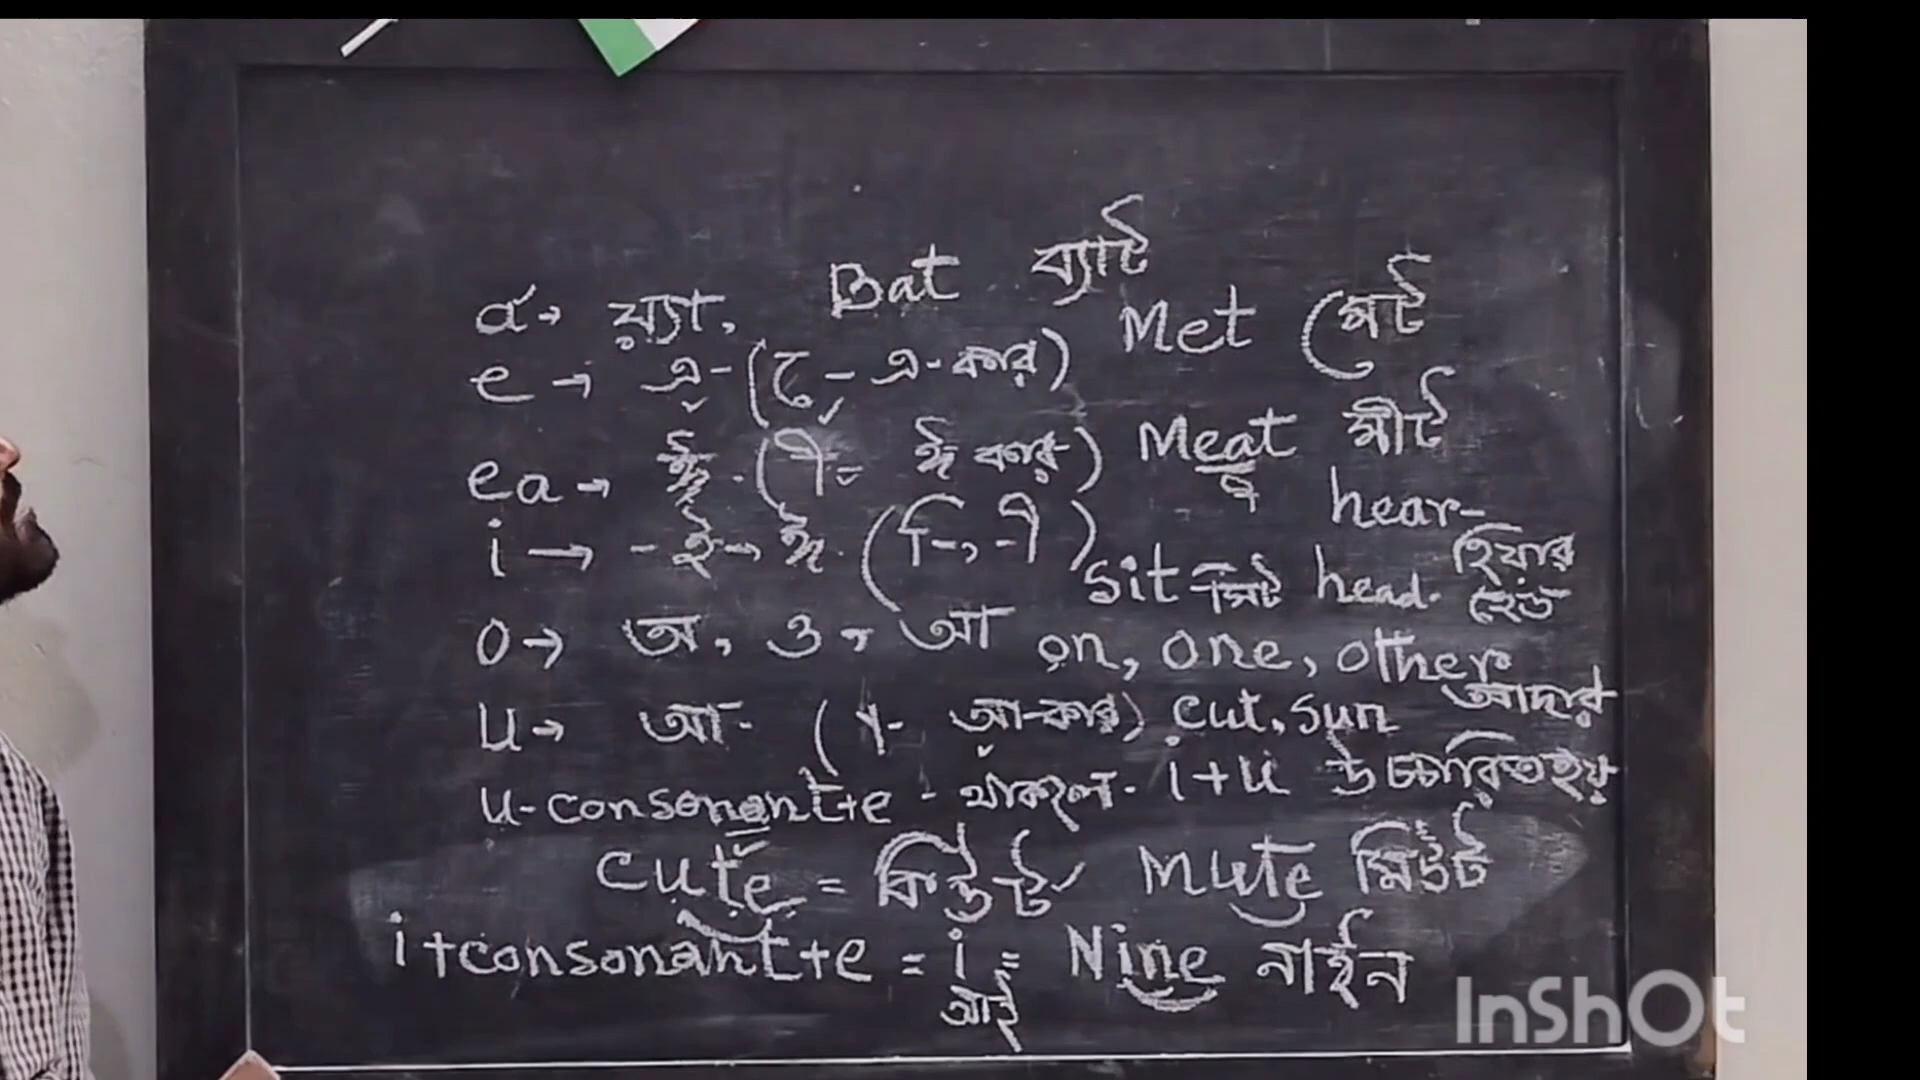 a→ য়্যা, Bat ব্যাট
e → এ- (ে - এ-কার) Met মেট
ea → ঈ - (ী = ঈ কার) Meat মীট
hear- হিয়ার
i → - ই -, ঈ. (ি-, -ী) sit সিট head. হেড
o → অ, ও, আ on, one, other আদার
u → আ- (া- আ-কার) cut, sun
u-consonant+e - থাকলে- i+u উচ্চারিত হয়
cute = কিউট Mute মিউট
i+consonant+e = i = Nine নাইন
আই
InShOt